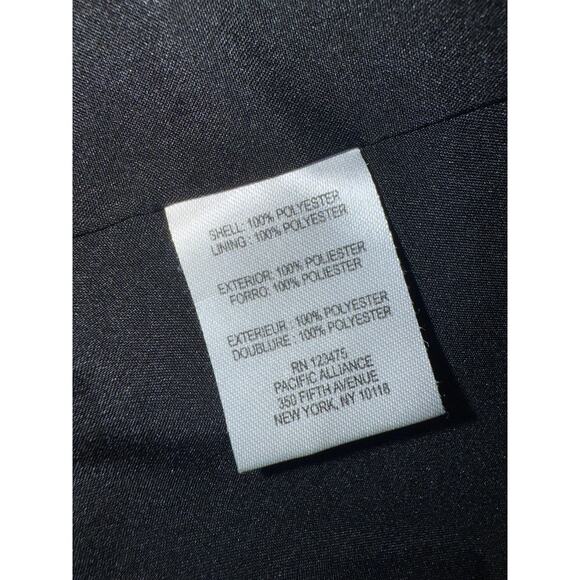 SHELL: 100% POLYESTER
LINING : 100% POLYESTER
EXTERIOR: 100% POLIESTER
FORRO: 100% POLIESTER
EXTERIEUR : 100% POLYESTER
DOUBLURE : 100% POLYESTER
RN 123475
PACIFIC ALLIANCE
350 FIFTH AVENUE
NEW YORK, NY 10118